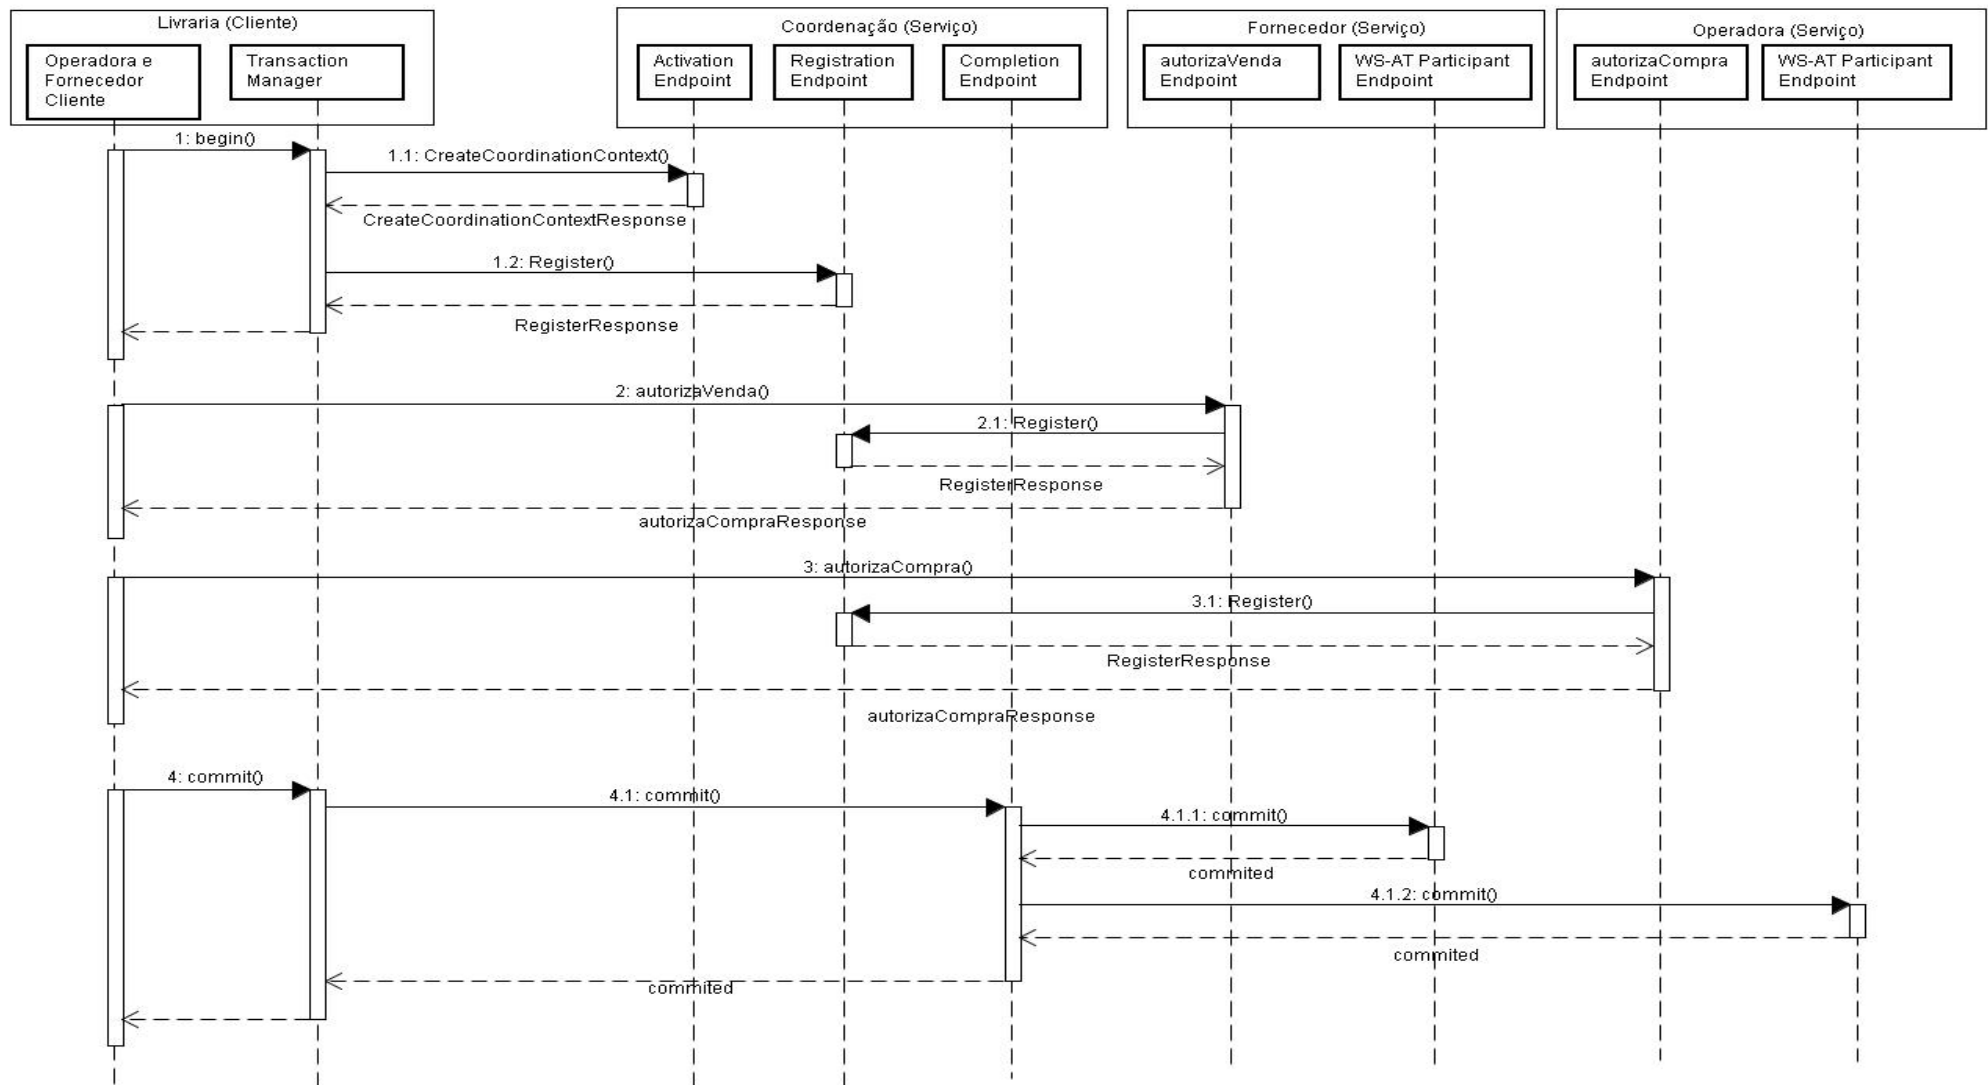 Livraria (Cliente)
Coordenação (Serviço)
Fornecedor (Serviço)
Operadora (Serviço)
Operadora e
Fornecedor
Cliente
Transaction
Manager
Activation
Endpoint
Registration
Endpoint
Completion
Endpoint
autorizaVenda
Endpoint
WS-AT Participant
Endpoint
autorizaCompra
Endpoint
WS-AT Participant
Endpoint
1: begin()
1.1: CreateCoordinationContext()
CreateCoordinationContextResponse
1.2: Register()
RegisterResponse
2: autorizaVenda()
2.1: Register()
RegisterResponse
autorizaCompraResponse
3: autorizaCompra()
3.1: Register()
RegisterResponse
autorizaCompraResponse
4: commit()
4.1: commit()
4.1.1: commit()
commited
4.1.2: commit()
commited
commited